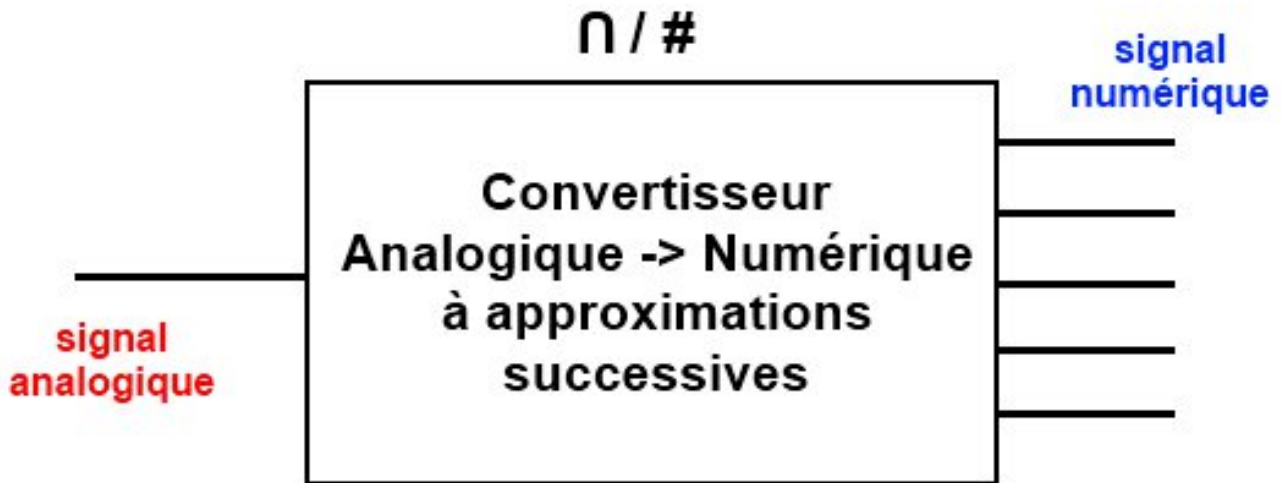 ∩ / #
signal
numérique
Convertisseur
Analogique -> Numérique
à approximations
successives
signal
analogique